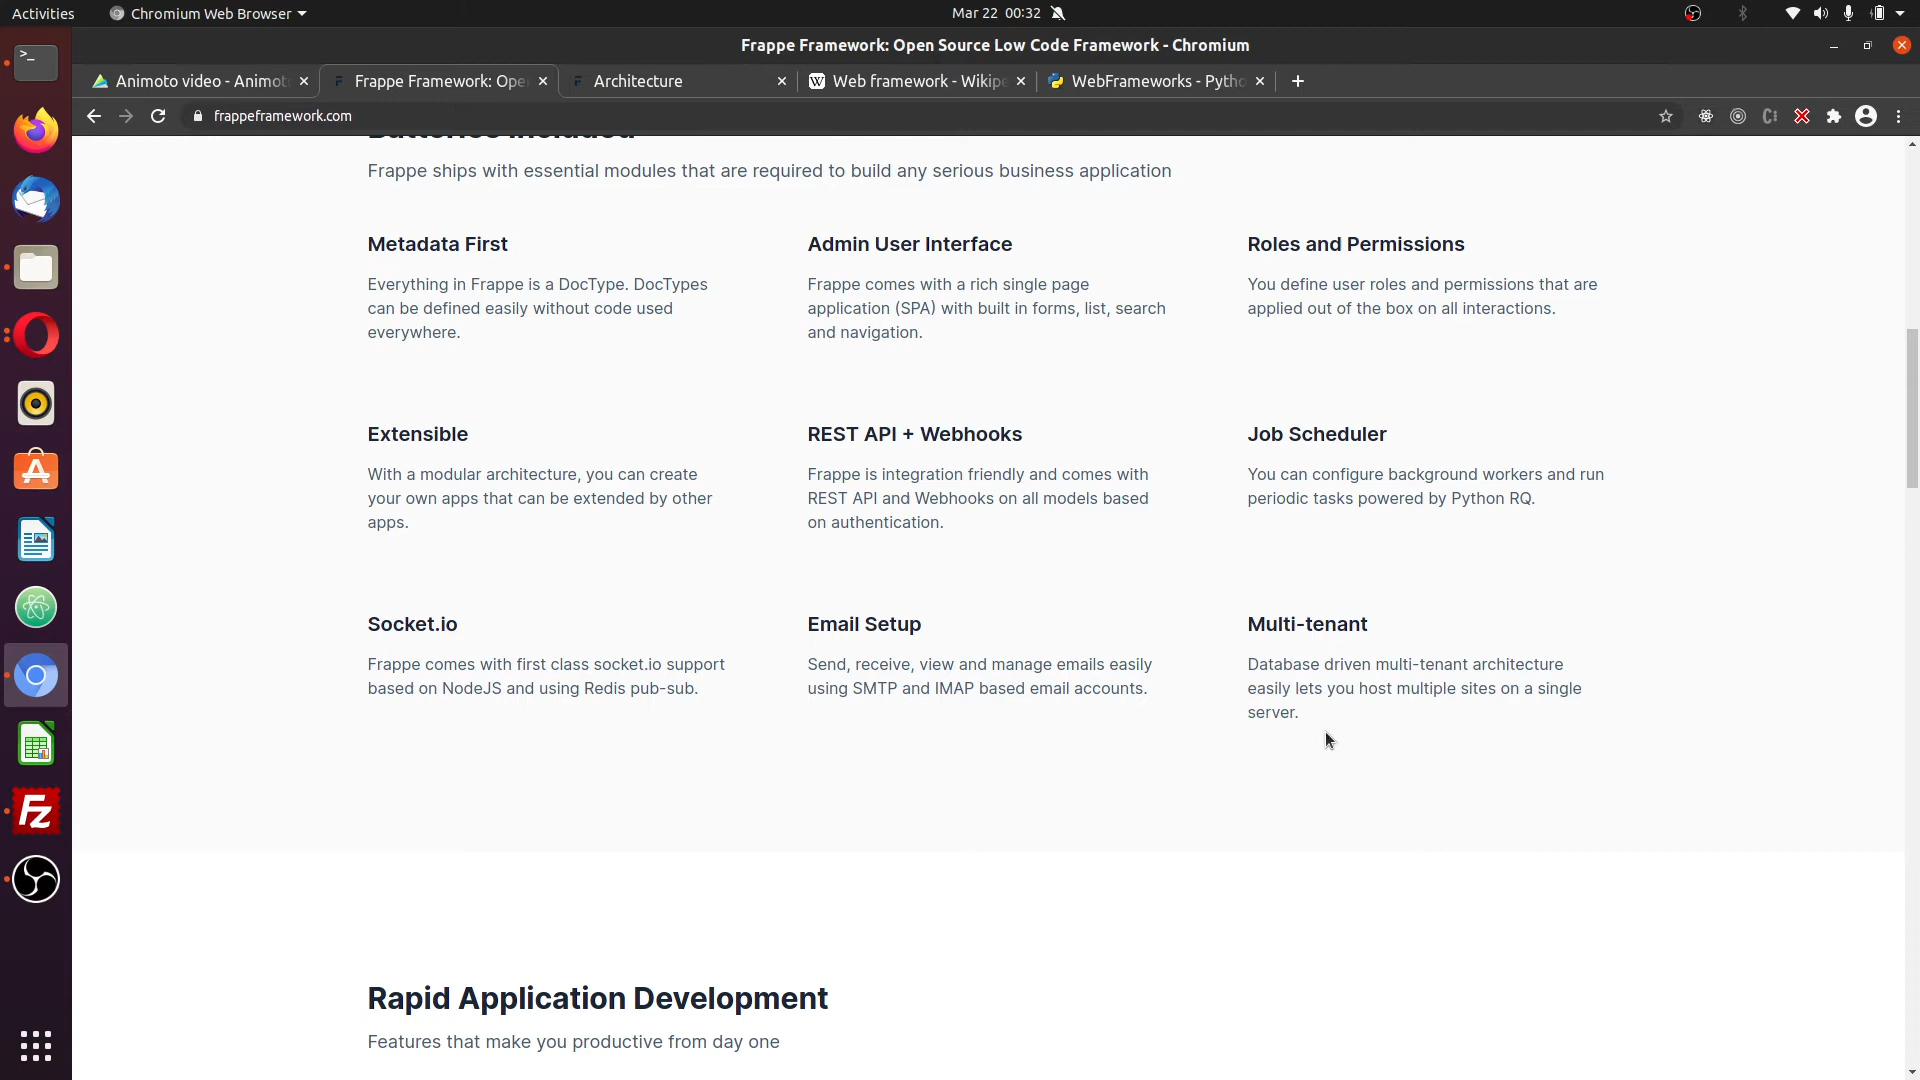 Activities
Chromium Web Browser
Mar 22 00:32
Frappe Framework: Open Source Low Code Framework - Chromium
Animoto video - Animot
Frappe Framework: Ope
Architecture
Web framework - Wikipe
WebFrameworks - Pytho
frappeframework.com
Batteries Included
Frappe ships with essential modules that are required to build any serious business application
Metadata First
Everything in Frappe is a DocType. DocTypes
can be defined easily without code used
everywhere.
Admin User Interface
Frappe comes with a rich single page
application (SPA) with built in forms, list, search
and navigation.
Roles and Permissions
You define user roles and permissions that are
applied out of the box on all interactions.
Extensible
With a modular architecture, you can create
your own apps that can be extended by other
apps.
REST API + Webhooks
Frappe is integration friendly and comes with
REST API and Webhooks on all models based
on authentication.
Job Scheduler
You can configure background workers and run
periodic tasks powered by Python RQ.
Socket.io
Frappe comes with first class socket.io support
based on NodeJS and using Redis pub-sub.
Email Setup
Send, receive, view and manage emails easily
using SMTP and IMAP based email accounts.
Multi-tenant
Database driven multi-tenant architecture
easily lets you host multiple sites on a single
server.
Rapid Application Development
Features that make you productive from day one